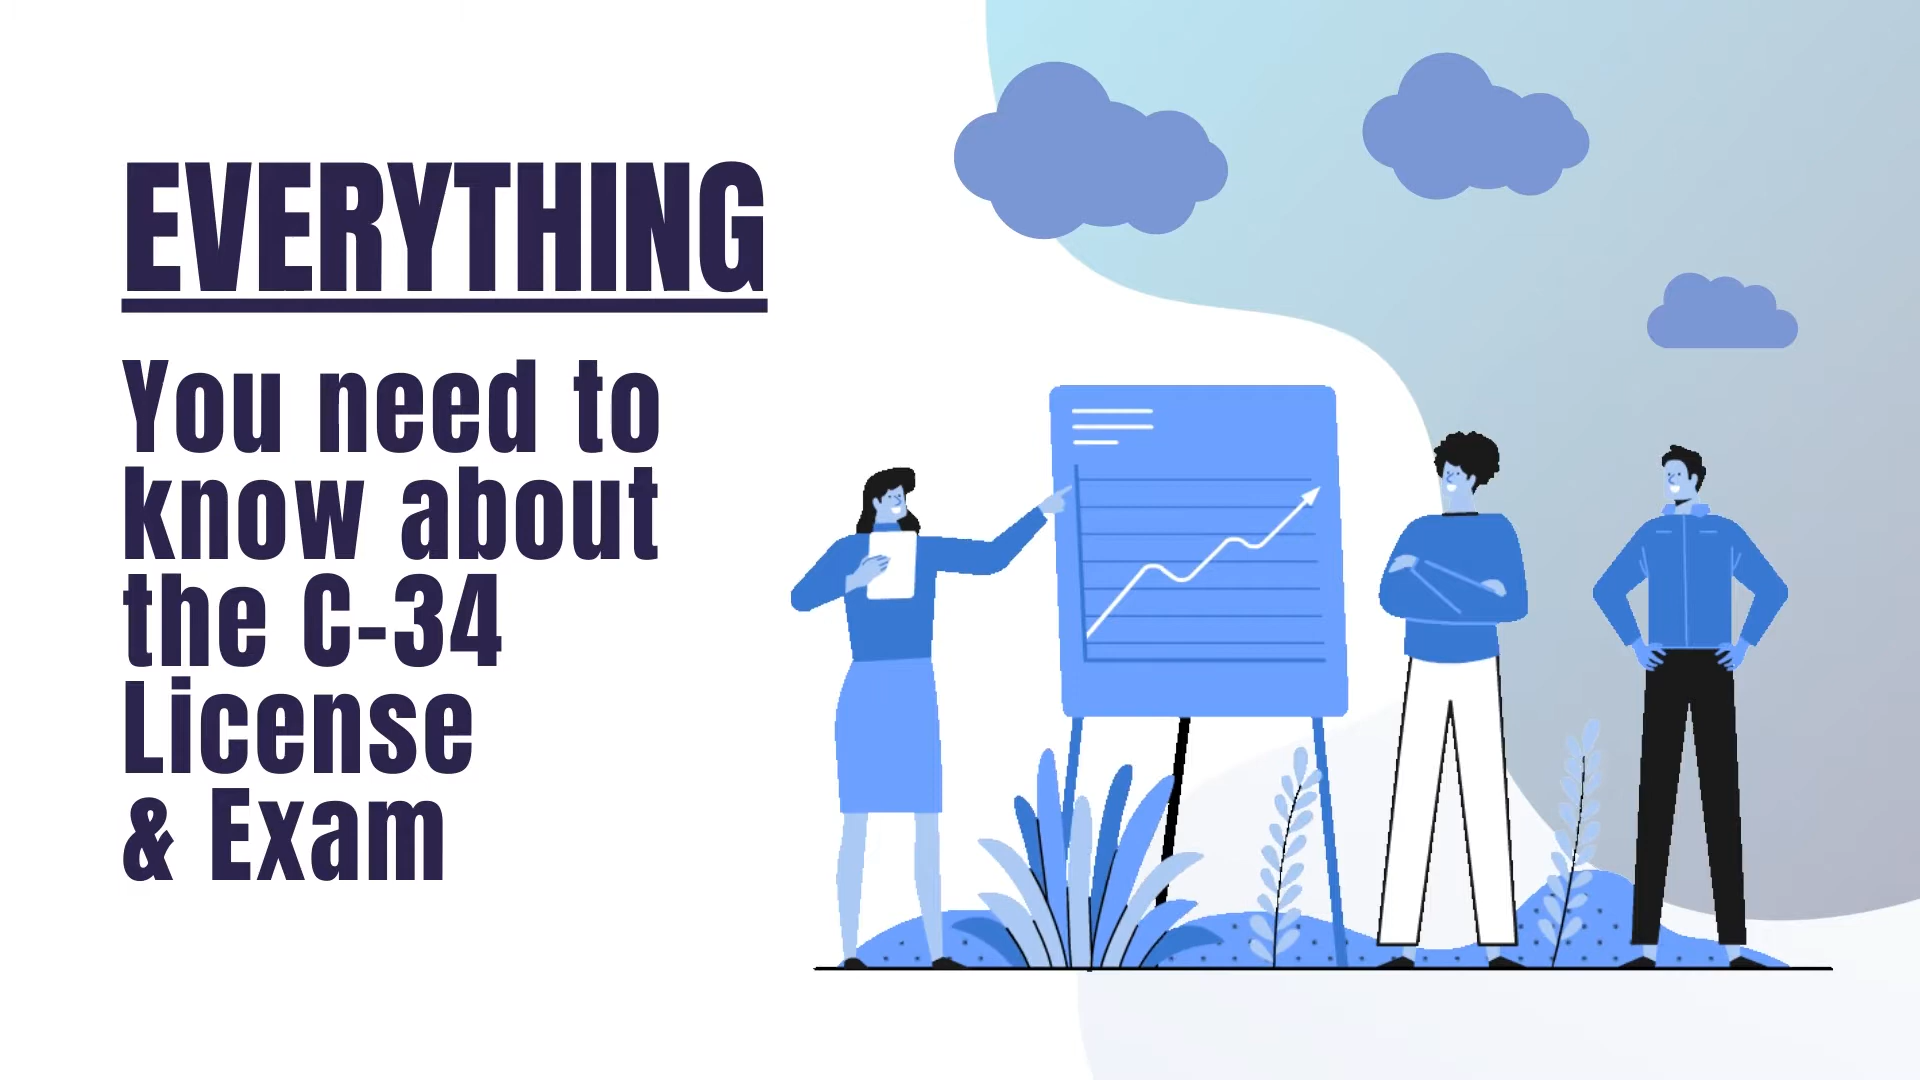 EVERYTHING
You need to
know about
the C-34
License
& Exam